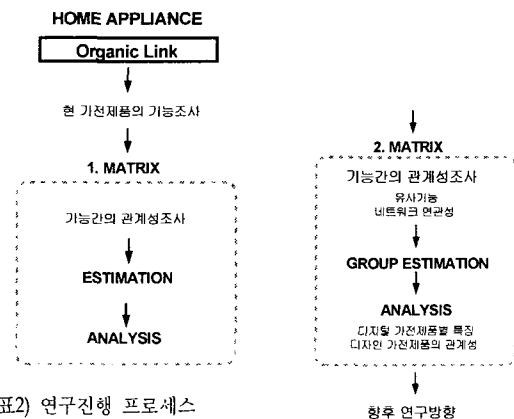 HOME APPLIANCE
Organic Link
현 가전제품의 기능조사
1. MATRIX
기능간의 관계성조사
ESTIMATION
ANALYSIS
표2) 연구진행 프로세스
2. MATRIX
기능간의 관계성조사
유사기능
네트워크 연관성
GROUP ESTIMATION
ANALYSIS
디지털 가전제품별 특징
디자인 가전제품의 관계성
향후 연구방향